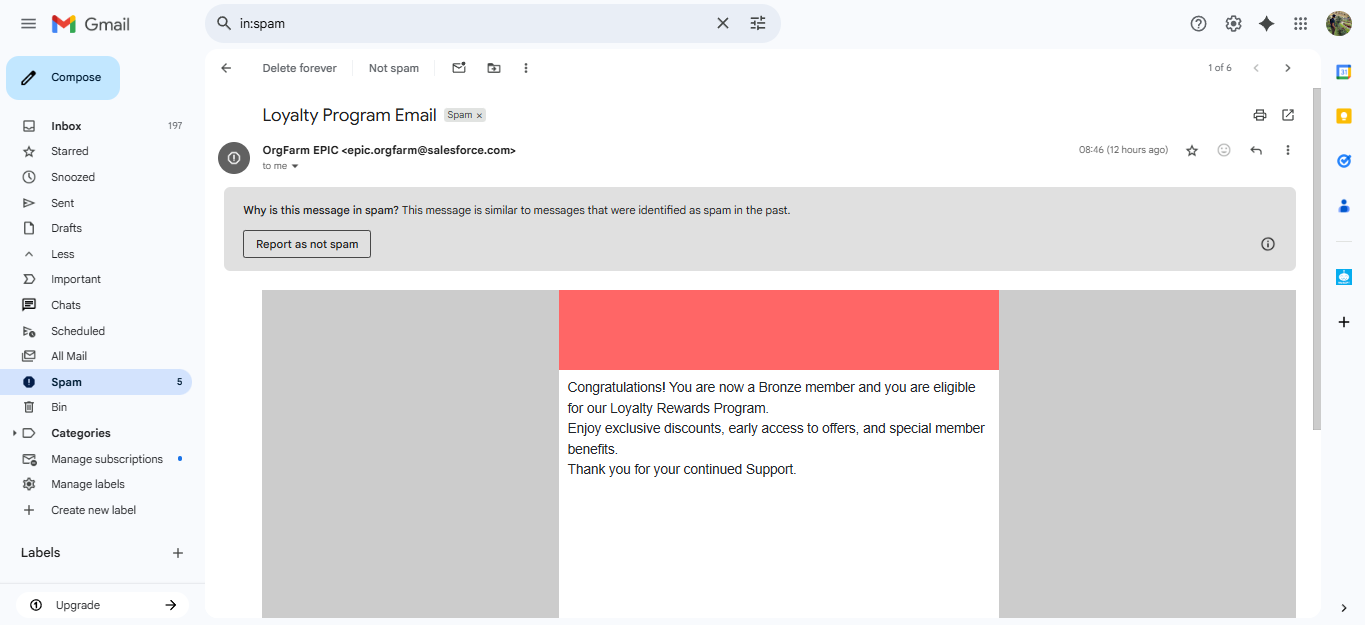 Gmail
in:spam
Compose
Inbox 197
Starred
Snoozed
Sent
Drafts
Less
Important
Chats
Scheduled
All Mail
Spam 5
Bin
Categories
Manage subscriptions
Manage labels
Create new label
Labels
Upgrade
Delete forever
Not spam
1 of 6
Loyalty Program Email
Spam ×
OrgFarm EPIC <epic.orgfarm@salesforce.com>
08:46 (12 hours ago)
to me
Why is this message in spam? This message is similar to messages that were identified as spam in the past.
Report as not spam
Congratulations! You are now a Bronze member and you are eligible
for our Loyalty Rewards Program.
Enjoy exclusive discounts, early access to offers, and special member
benefits.
Thank you for your continued Support.
31